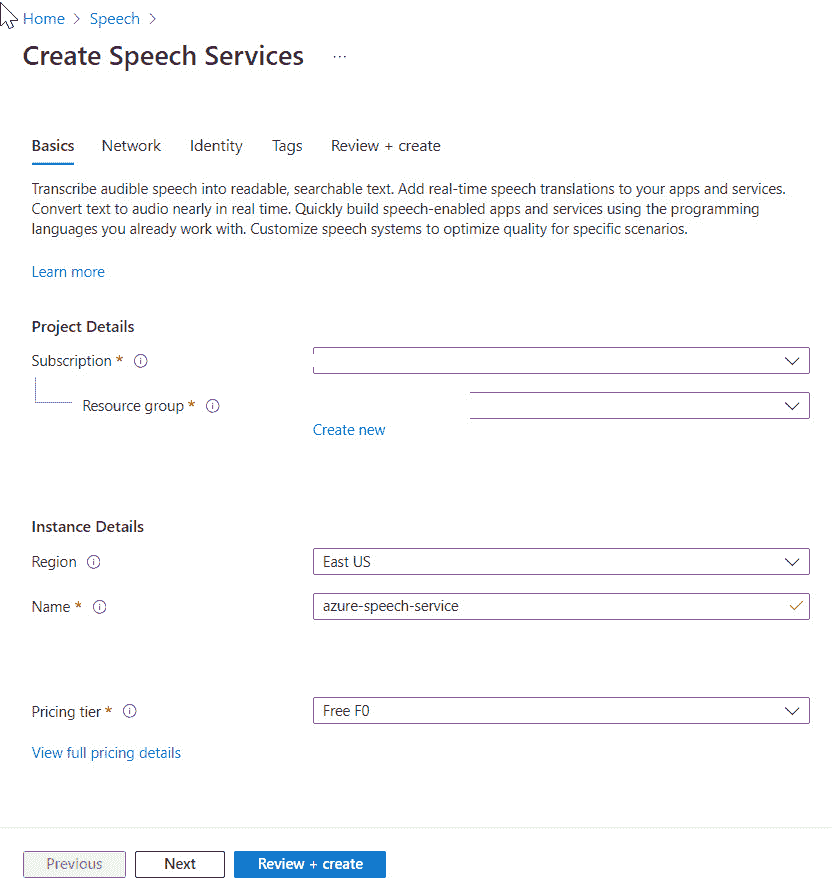 Home > Speech >
Create Speech Services ...
Basics Network Identity Tags Review + create
Transcribe audible speech into readable, searchable text. Add real-time speech translations to your apps and services.
Convert text to audio nearly in real time. Quickly build speech-enabled apps and services using the programming
languages you already work with. Customize speech systems to optimize quality for specific scenarios.
Learn more
Project Details
Subscription *
Resource group *
Create new
Instance Details
Region East US
Name * azure-speech-service
Pricing tier * Free F0
View full pricing details
Previous Next Review + create